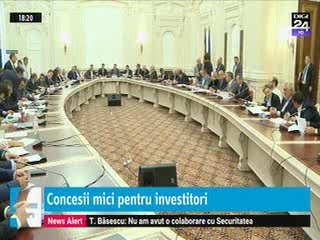 18:20
DIGI
24
HD
Concesii mici pentru investitori
News Alert
T. Băsescu: Nu am avut o colaborare cu Securitatea